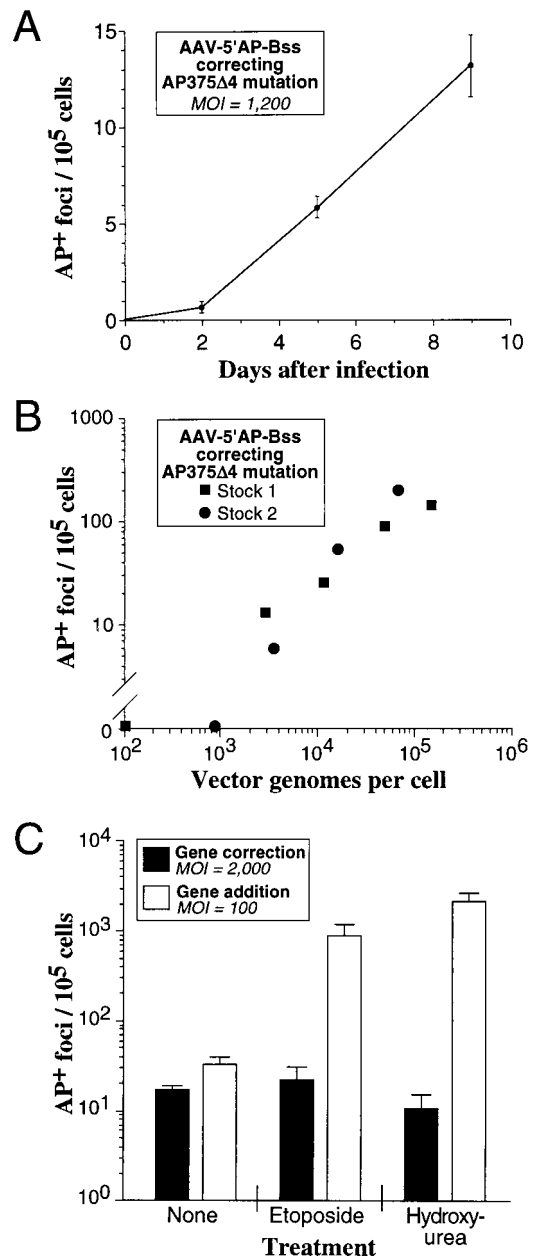 A
AAV-5'AP-Bss
correcting
AP375Δ4 mutation
MOI = 1,200
15
10
5
0
AP+ foci / 10^5 cells
0 2 4 6 8 10
Days after infection
B
AAV-5'AP-Bss
correcting
AP375Δ4 mutation
Stock 1
Stock 2
1000
100
10
0
AP+ foci / 10^5 cells
10^2 10^3 10^4 10^5 10^6
Vector genomes per cell
C
Gene correction
MOI = 2,000
Gene addition
MOI = 100
10^4
10^3
10^2
10^1
10^0
AP+ foci / 10^5 cells
None Etoposide Hydroxy-
urea
Treatment